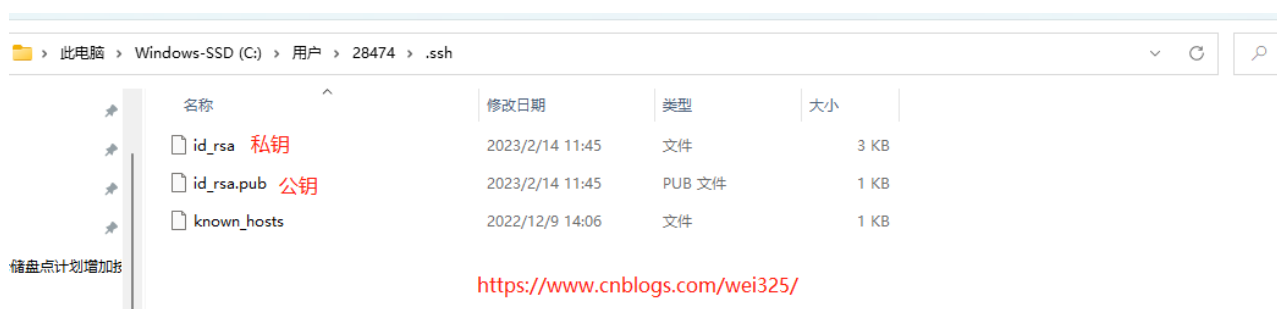 此电脑 › Windows-SSD (C:) › 用户 › 28474 › .ssh
名称 修改日期 类型 大小
id_rsa 私钥 2023/2/14 11:45 文件 3 KB
id_rsa.pub 公钥 2023/2/14 11:45 PUB 文件 1 KB
known_hosts 2022/12/9 14:06 文件 1 KB
储盘点计划增加按
https://www.cnblogs.com/wei325/